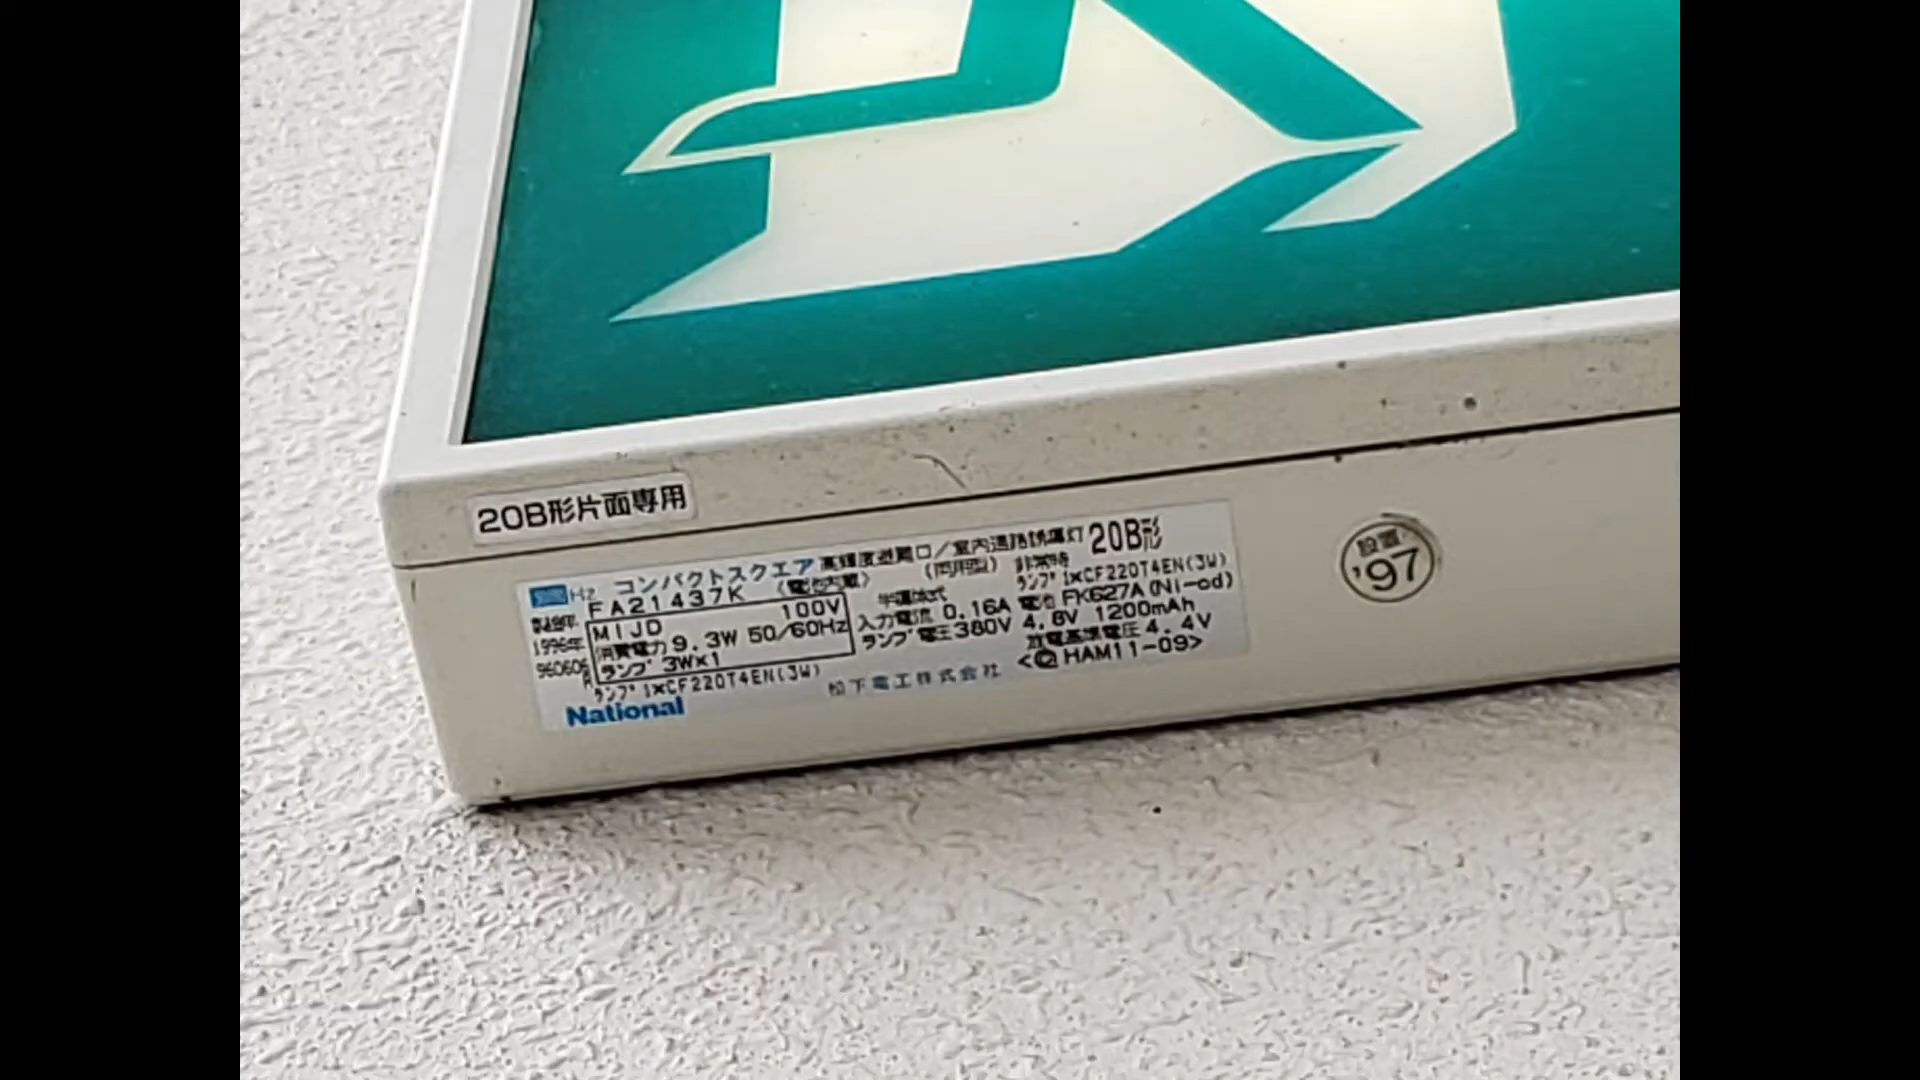 20B形片面専用
Hz コンパクトスクエア 高輝度避難口/室内通路誘導灯 20B形
FA21437K (電池内蔵) (両用型) 非常時
製造年 MIJD 100V 半導体式 ランプ 1×CF220T4EN(3W)
1996年 消費電力 9.3W 50/60Hz 入力電流 0.16A 電池 FK627A(Ni-cd)
960606 ランプ 3W×1 ランプ電圧 380V 4.8V 1200mAh
ランプ 1×CF220T4EN(3W) 放電基準電圧 4.4V
National 松下電工株式会社 <HAM11-09>
設置
'97